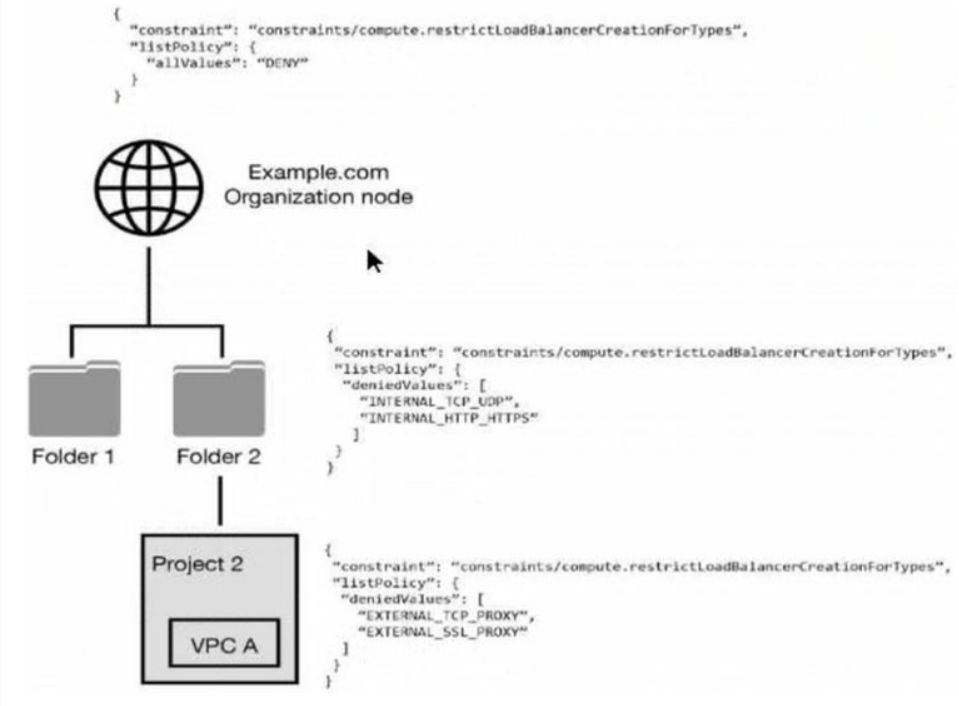 {
"constraint": "constraints/compute.restrictLoadBalancerCreationForTypes",
"listPolicy": {
"allValues": "DENY"
}
}
Example.com
Organization node
{
"constraint": "constraints/compute.restrictLoadBalancerCreationForTypes",
"listPolicy": {
"deniedValues": [
"INTERNAL_TCP_UDP",
"INTERNAL_HTTP_HTTPS"
]
}
}
Folder 1
Folder 2
{
"constraint": "constraints/compute.restrictLoadBalancerCreationForTypes",
"listPolicy": {
"deniedValues": [
"EXTERNAL_TCP_PROXY",
"EXTERNAL_SSL_PROXY"
]
}
}
Project 2
VPC A